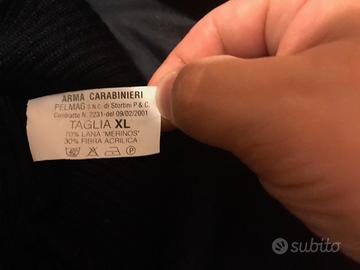 ARMA CARABINIERI
PELMAG S.N.C. di Stortini P.& C.
Contratto N. 2231-del 09/02/2001
TAGLIA XL
70% LANA "MERINOS"
30% FIBRA ACRILICA
subito